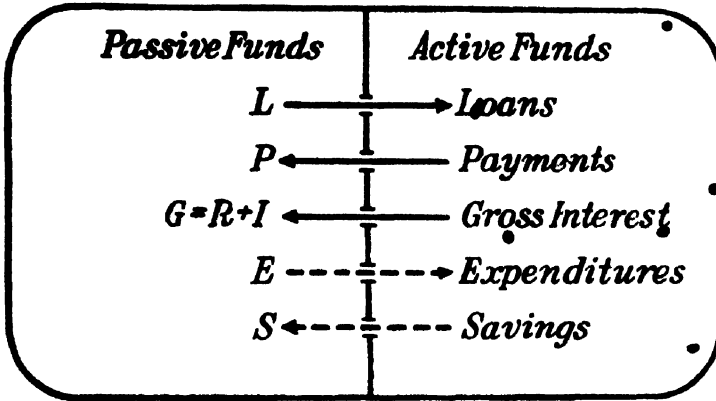 Passive Funds Active Funds
L Loans
P Payments
G=R+I Gross Interest
E Expenditures
S Savings